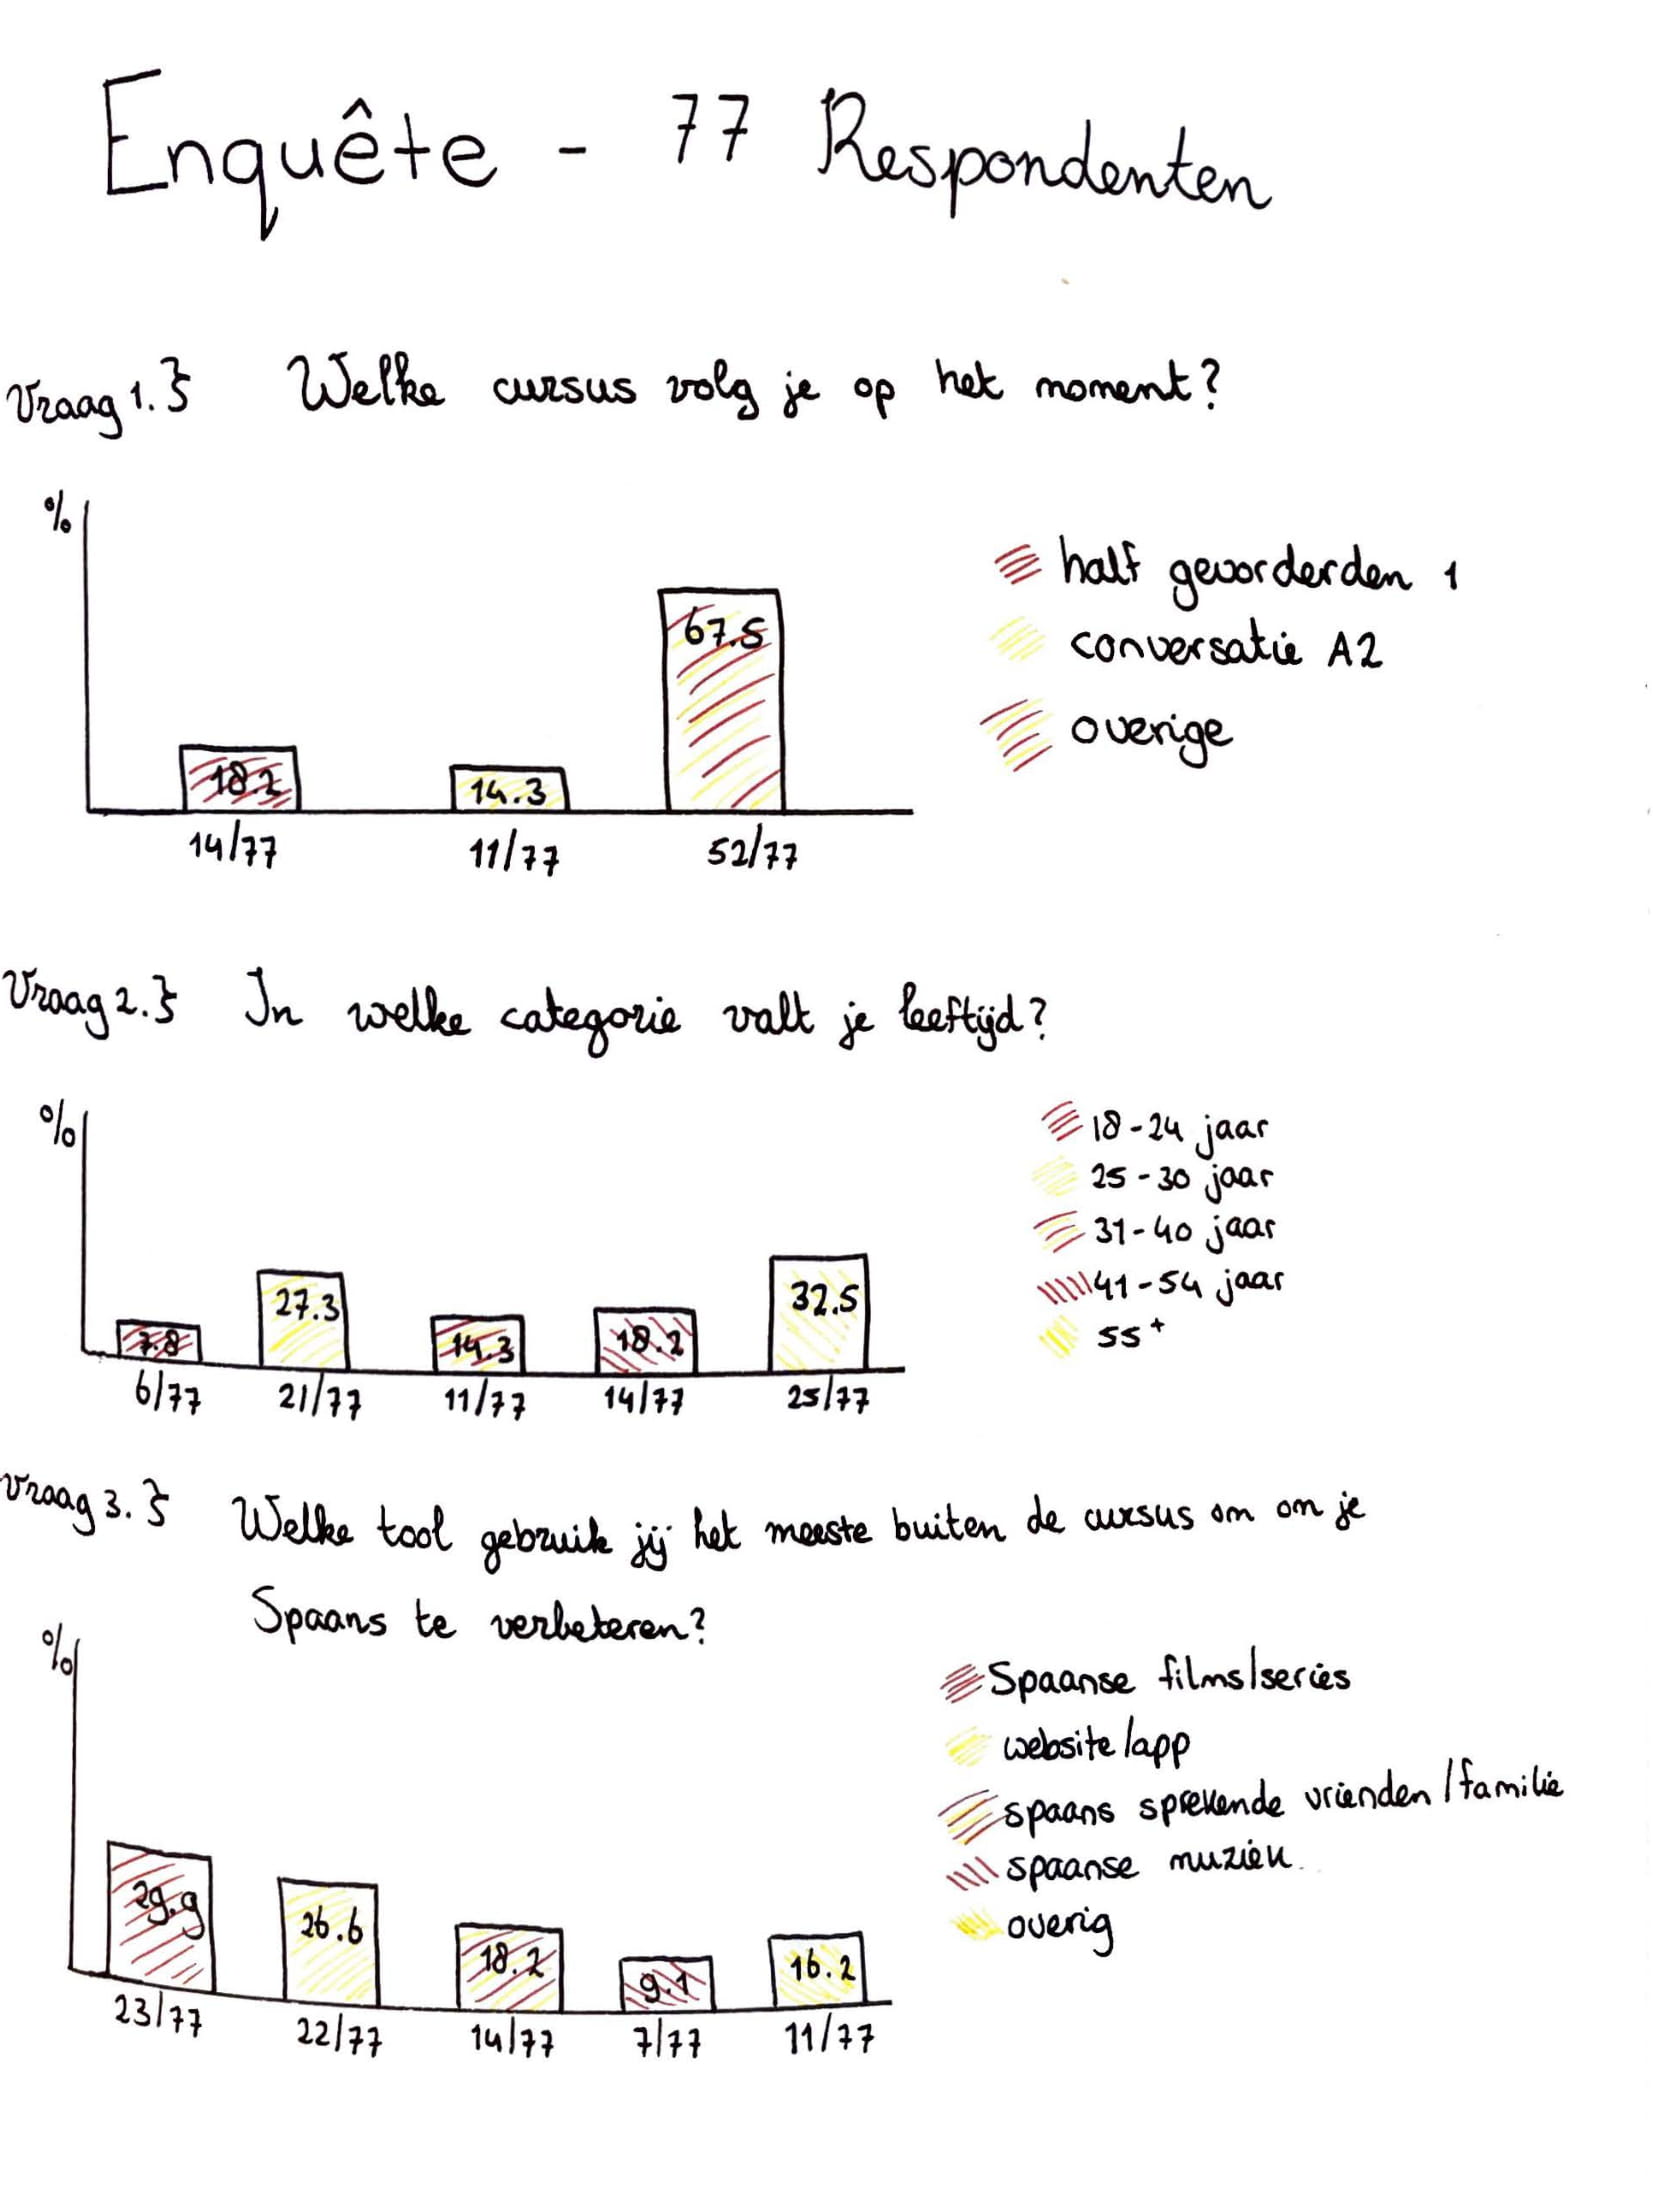 Enquête - 77 Respondenten
Vraag 1.} Welke cursus volg je op het moment?
%
half gevorderden 1
conversatie A2
overige
18.2 14.3 67.5
14/77 11/77 52/77
Vraag 2.} In welke categorie valt je leeftijd?
%
18-24 jaar
25-30 jaar
31-40 jaar
41-54 jaar
55+
7.8 27.3 14.3 18.2 32.5
6/77 21/77 11/77 14/77 25/77
Vraag 3.} Welke tool gebruik jij het meeste buiten de cursus om om je
Spaans te verbeteren?
%
Spaanse films/series
website/app
spaans sprekende vrienden/familie
spaanse muziek
overig
29.9 26.6 18.2 9.1 16.2
23/77 22/77 14/77 7/77 11/77